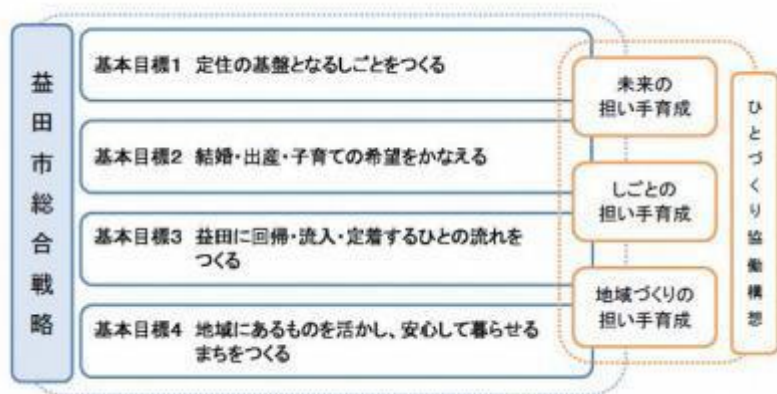 益田市総合戦略
基本目標1 定住の基盤となるしごとをつくる
基本目標2 結婚・出産・子育ての希望をかなえる
基本目標3 益田に回帰・流入・定着するひとの流れを
つくる
基本目標4 地域にあるものを活かし、安心して暮らせる
まちをつくる
未来の
担い手育成
しごとの
担い手育成
地域づくりの
担い手育成
ひとづくり協働構想